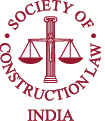 • SOCIETY OF •
CONSTRUCTION LAW
INDIA